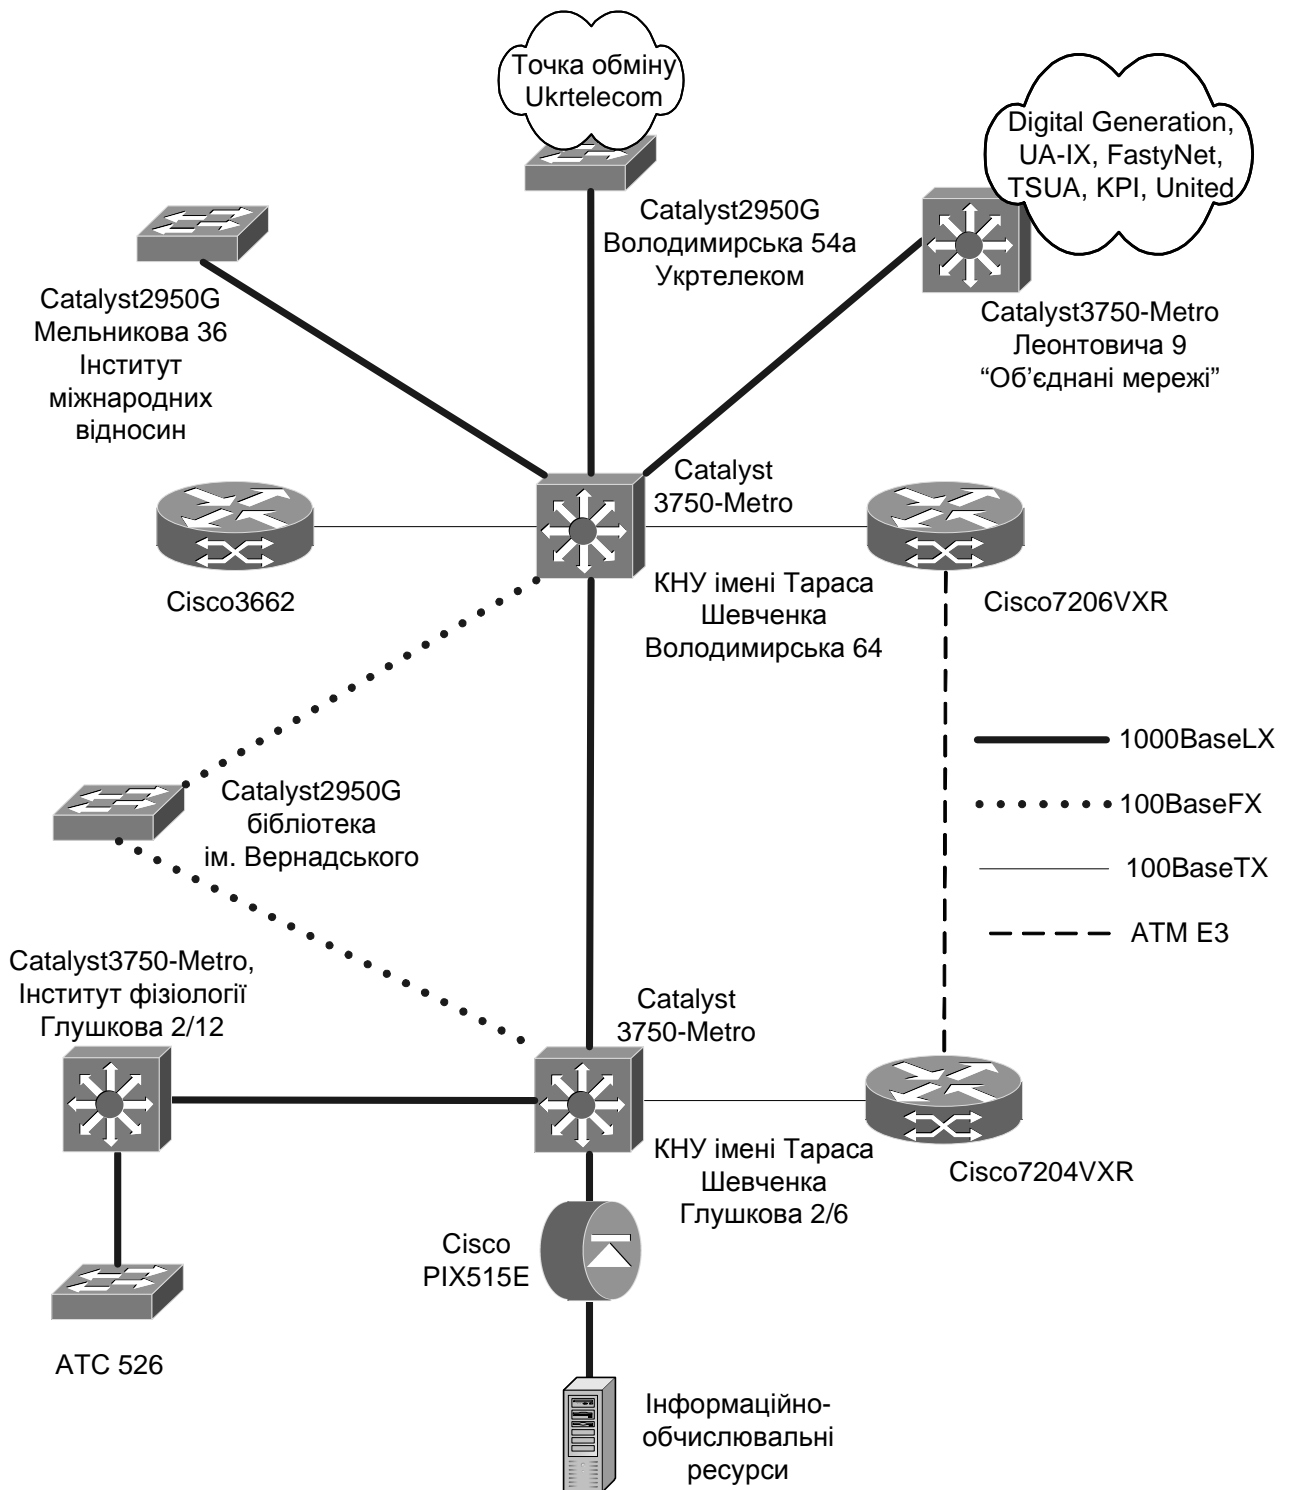 Точка обміну
Ukrtelecom
Digital Generation,
UA-IX, FastyNet,
TSUA, KPI, United
Catalyst2950G
Володимирська 54а
Укртелеком
Catalyst2950G
Мельникова 36
Інститут
міжнародних
відносин
Catalyst3750-Metro
Леонтовича 9
“Об’єднані мережі”
Catalyst
3750-Metro
Cisco3662
КНУ імені Тараса
Шевченка
Володимирська 64
Cisco7206VXR
1000BaseLX
100BaseFX
100BaseTX
ATM E3
Catalyst2950G
бібліотека
ім. Вернадського
Catalyst3750-Metro,
Інститут фізіології
Глушкова 2/12
Catalyst
3750-Metro
КНУ імені Тараса
Шевченка
Глушкова 2/6
Cisco7204VXR
Cisco
PIX515E
АТС 526
Інформаційно-
обчислювальні
ресурси